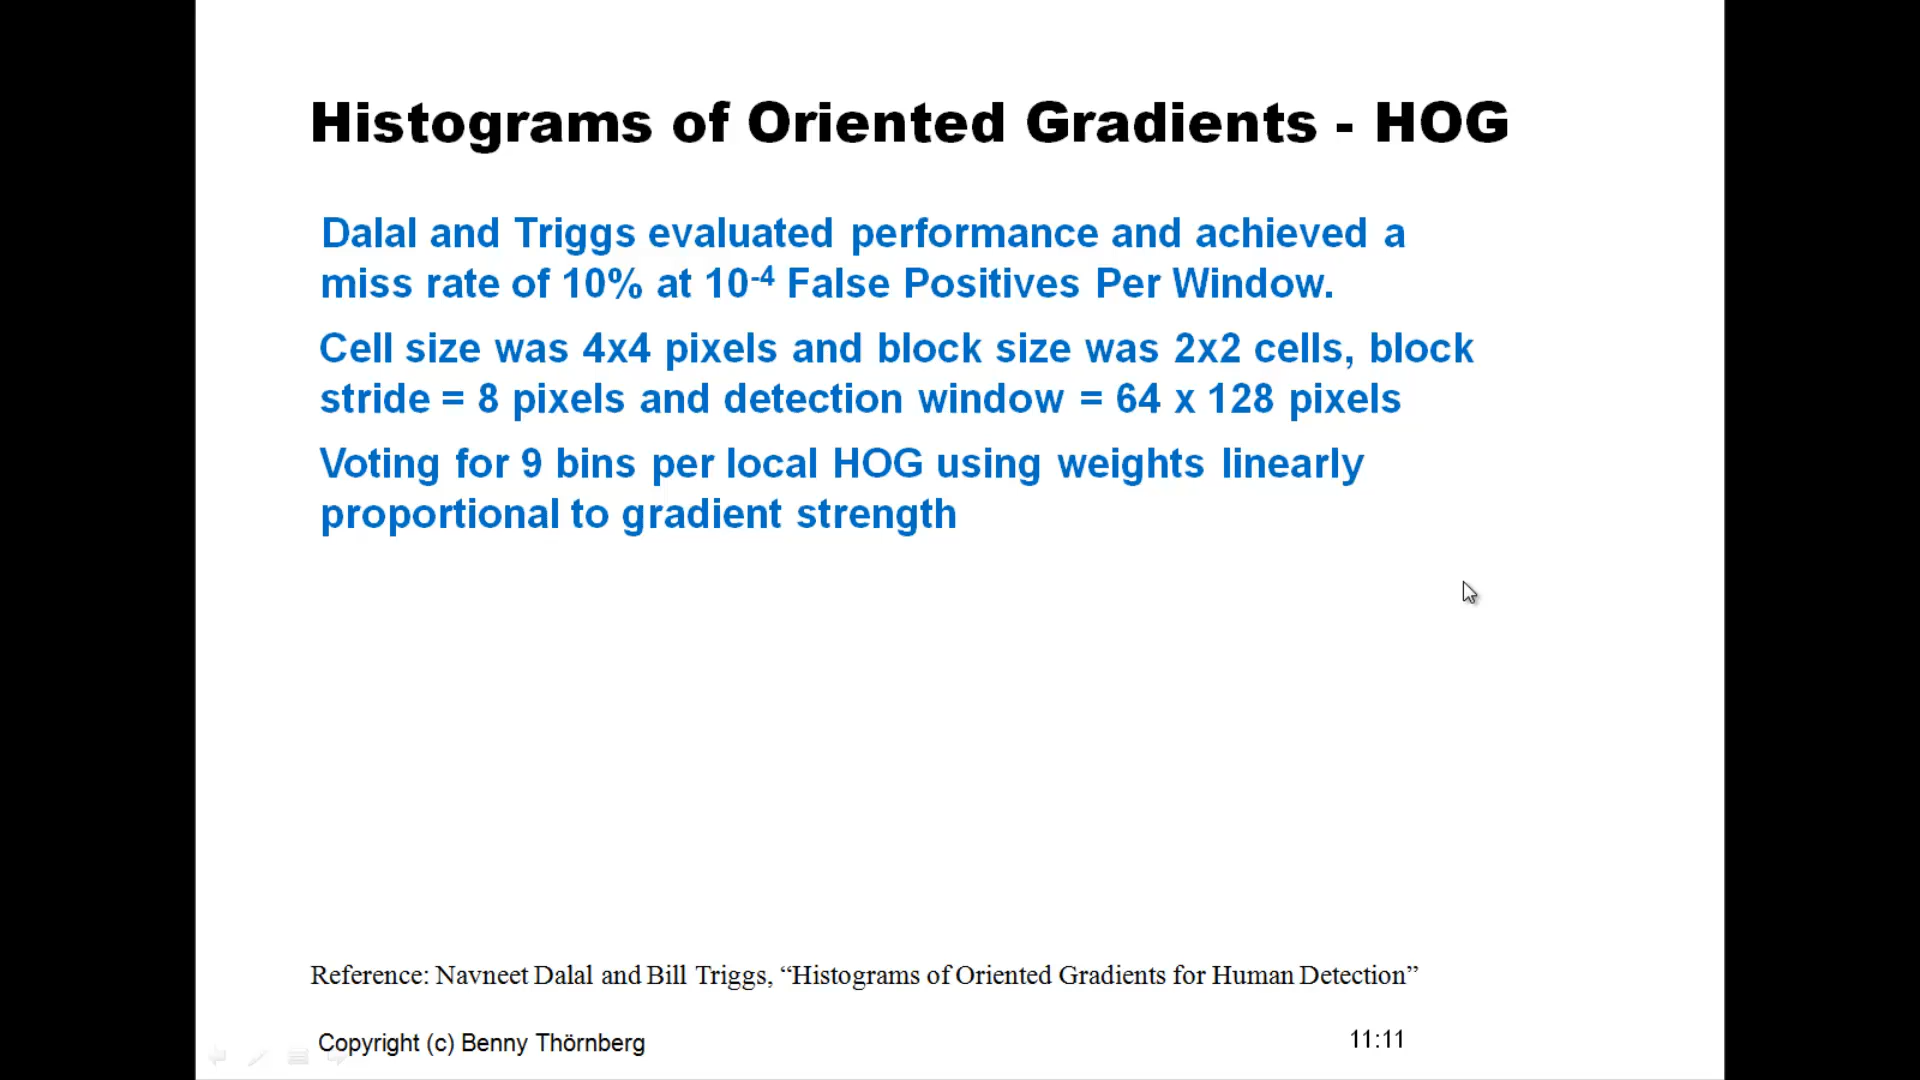 Histograms of Oriented Gradients - HOG
Dalal and Triggs evaluated performance and achieved a
miss rate of 10% at 10⁻⁴ False Positives Per Window.
Cell size was 4x4 pixels and block size was 2x2 cells, block
stride = 8 pixels and detection window = 64 x 128 pixels
Voting for 9 bins per local HOG using weights linearly
proportional to gradient strength
Reference: Navneet Dalal and Bill Triggs, “Histograms of Oriented Gradients for Human Detection”
Copyright (c) Benny Thörnberg
11:11